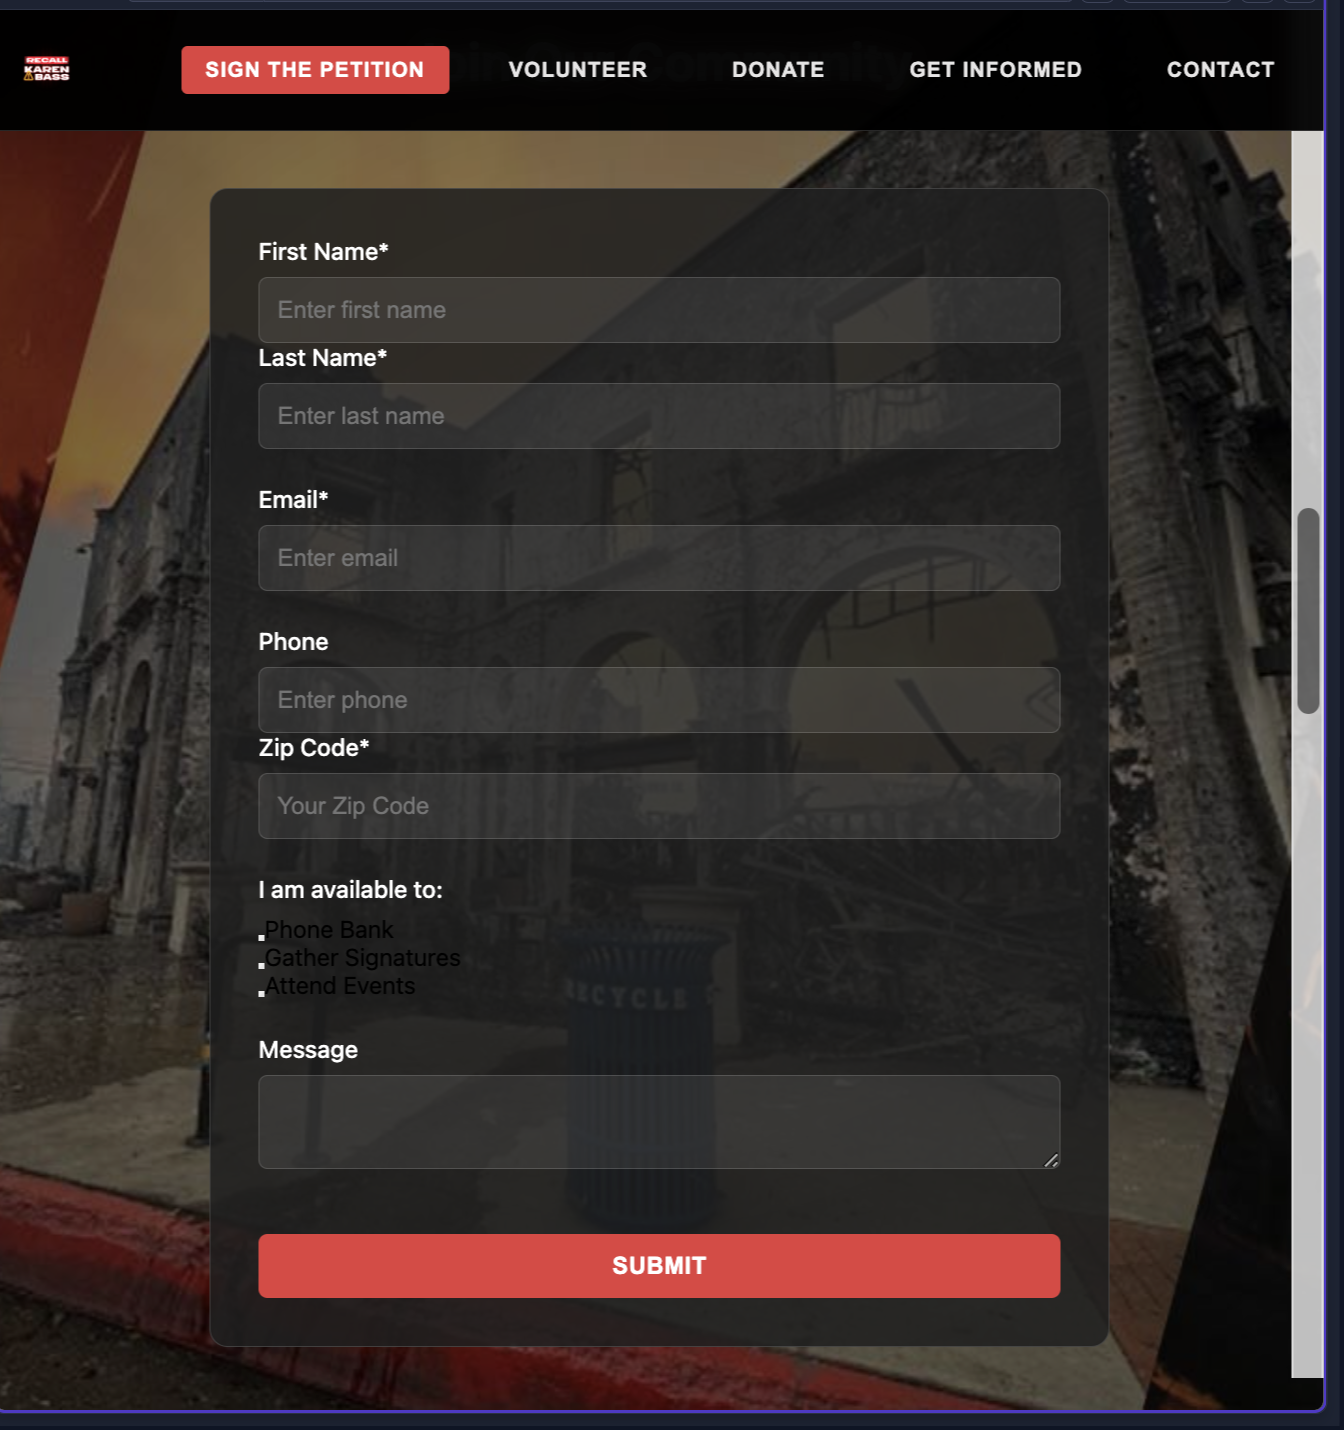 RECALL
KAREN
BASS
SIGN THE PETITION
VOLUNTEER
DONATE
GET INFORMED
CONTACT
First Name*
Enter first name
Last Name*
Enter last name
Email*
Enter email
Phone
Enter phone
Zip Code*
Your Zip Code
I am available to:
Phone Bank
Gather Signatures
Attend Events
RECYCLE
Message
SUBMIT